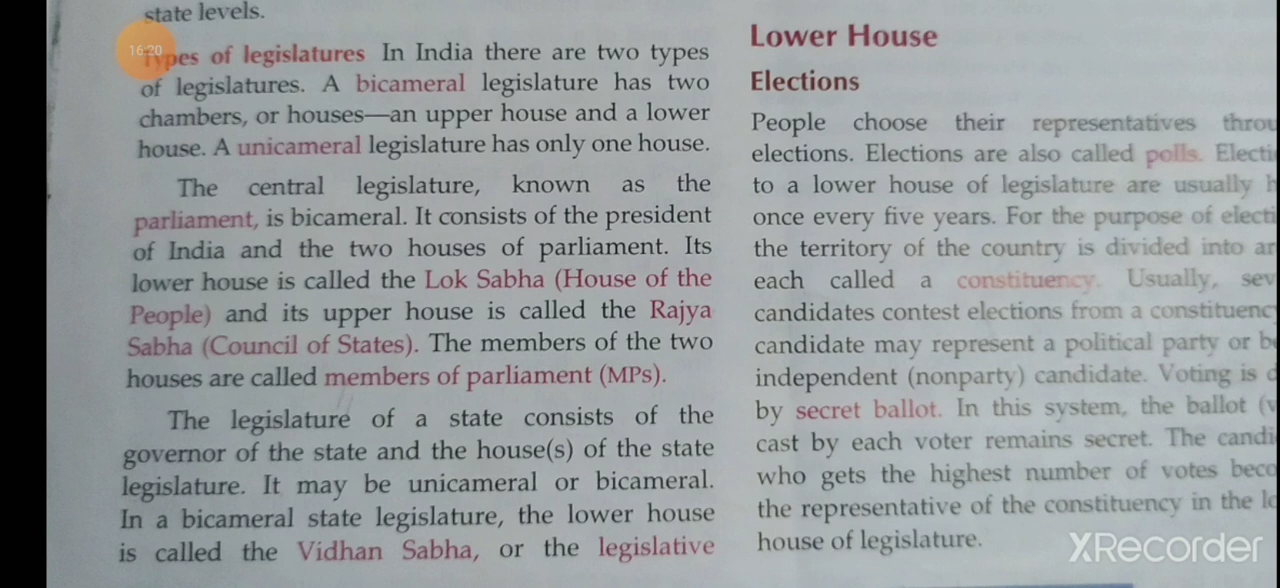 state levels.
16:20
Types of legislatures In India there are two types
of legislatures. A bicameral legislature has two
chambers, or houses—an upper house and a lower
house. A unicameral legislature has only one house.
The central legislature, known as the
parliament, is bicameral. It consists of the president
of India and the two houses of parliament. Its
lower house is called the Lok Sabha (House of the
People) and its upper house is called the Rajya
Sabha (Council of States). The members of the two
houses are called members of parliament (MPs).
The legislature of a state consists of the
governor of the state and the house(s) of the state
legislature. It may be unicameral or bicameral.
In a bicameral state legislature, the lower house
is called the Vidhan Sabha, or the legislative
Lower House
Elections
People choose their representatives
elections. Elections are also called polls.
to a lower house of legislature are usually
once every five years. For the purpose of
the territory of the country is divided into
each called a constituency. Usually,
candidates contest elections from a
candidate may represent a political party or
independent (nonparty) candidate. Voting is
by secret ballot. In this system, the ballot
cast by each voter remains secret. The
who gets the highest number of votes
the representative of the constituency in the
house of legislature.
XRecorder